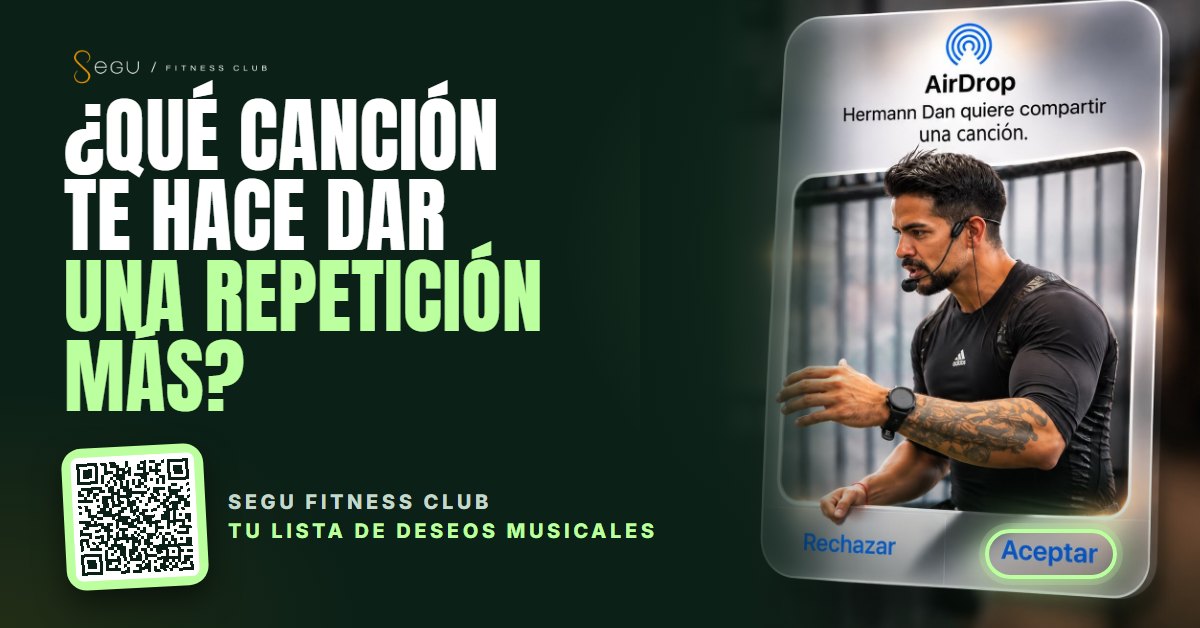 SEGU / FITNESS CLUB
¿QUÉ CANCIÓN
TE HACE DAR
UNA REPETICIÓN
MÁS?
SEGU FITNESS CLUB
TU LISTA DE DESEOS MUSICALES
AirDrop
Hermann Dan quiere compartir
una canción.
adidas
Rechazar
Aceptar